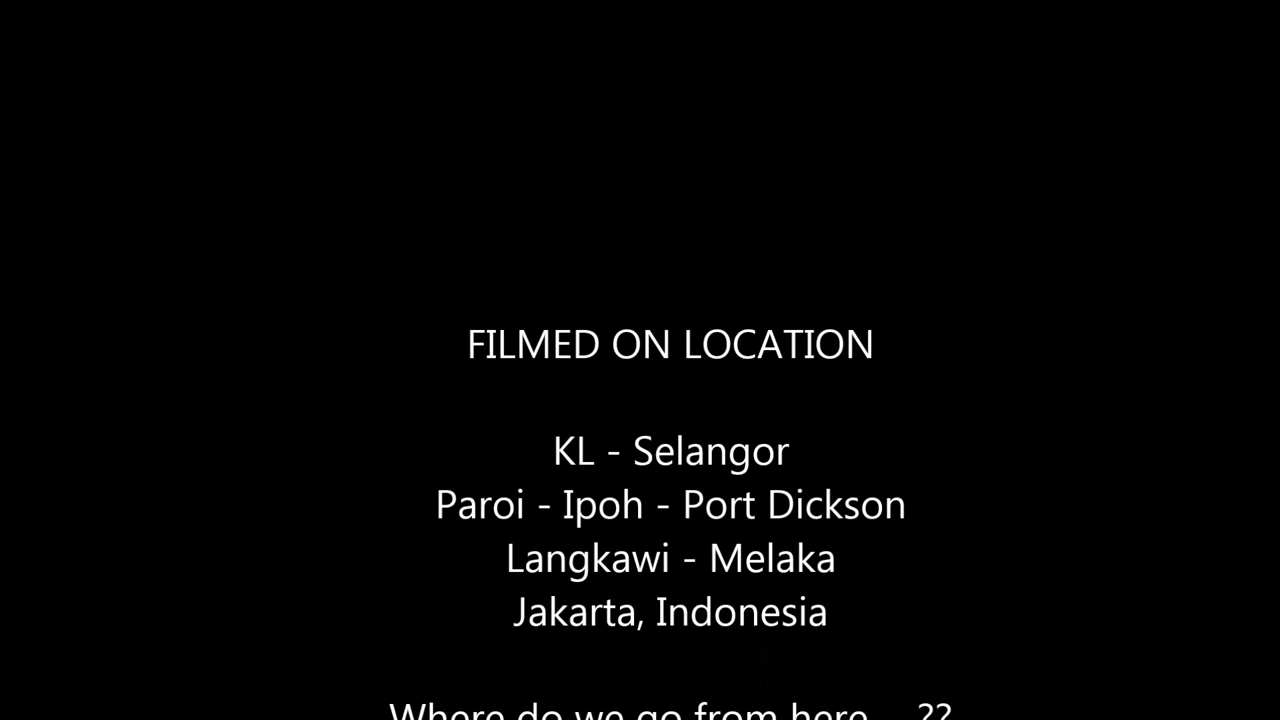 FILMED ON LOCATION
KL - Selangor
Paroi - Ipoh - Port Dickson
Langkawi - Melaka
Jakarta, Indonesia
Where do we go from here... ??